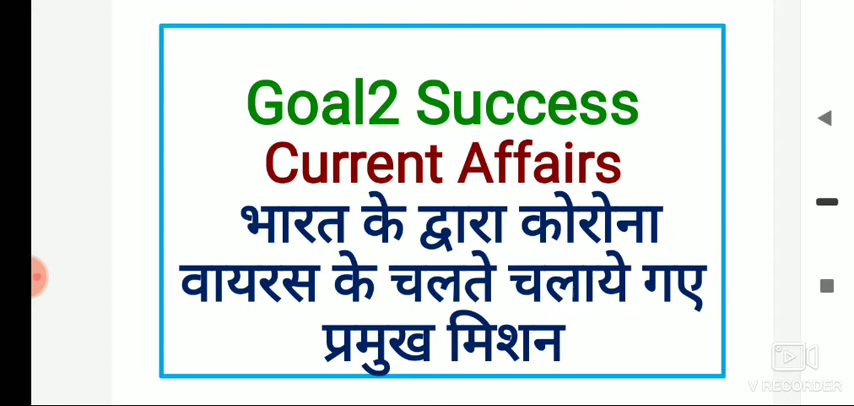 Goal2 Success
Current Affairs
भारत के द्वारा कोरोना
वायरस के चलते चलाये गए
प्रमुख मिशन
V RECORDER